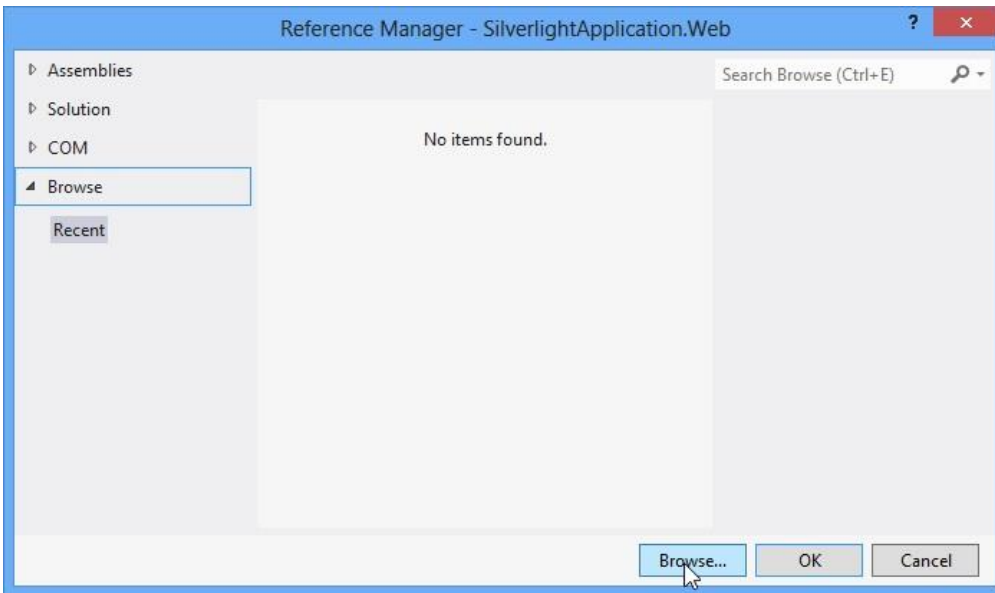 Reference Manager - SilverlightApplication.Web
?
Assemblies
Search Browse (Ctrl+E)
Solution
No items found.
COM
Browse
Recent
Browse...
OK
Cancel